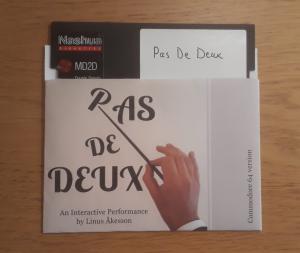 Nashua
MD2D
Pas De Deux
PAS
DE
DEUX
An Interactive Performance
by Linus Åkesson
Commodore 64 version